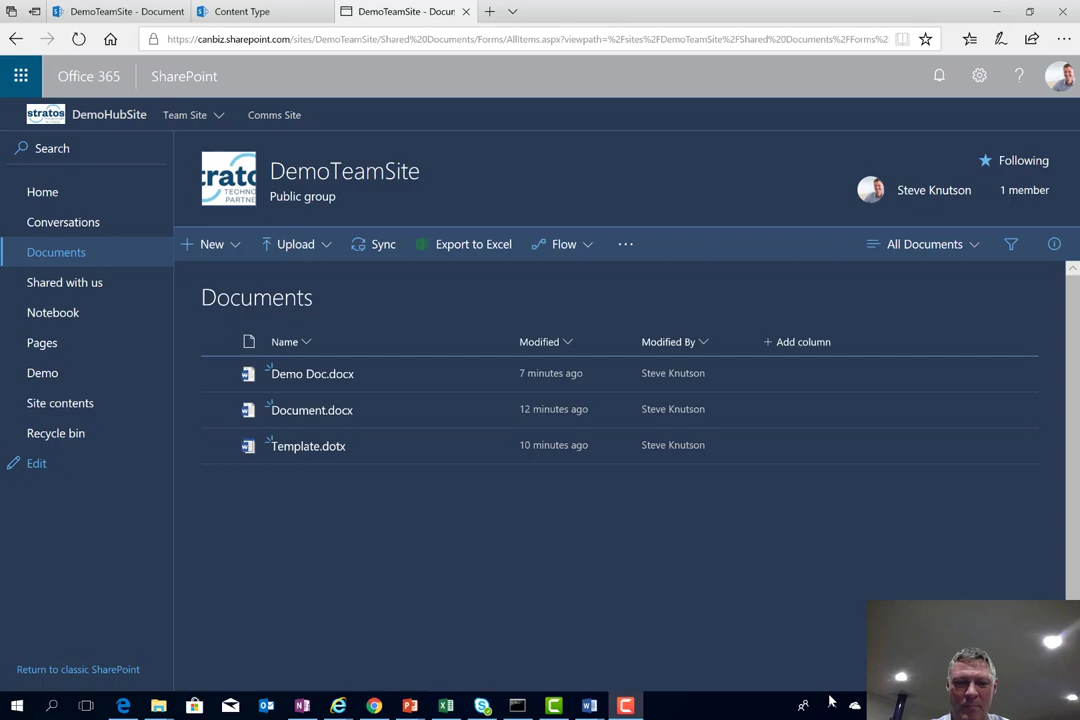 DemoTeamSite - Document
Content Type
DemoTeamSite - Docur
https://canbiz.sharepoint.com/sites/DemoTeamSite/Shared%20Documents/Forms/AllItems.aspx?viewpath=%2Fsites%2FDemoTeamSite%2FShared%20Documents%2FForms%2
Office 365
SharePoint
stratos
DemoHubSite
Team Site
Comms Site
Search
Home
Conversations
Documents
Shared with us
Notebook
Pages
Demo
Site contents
Recycle bin
Edit
Return to classic SharePoint
trato
TECHNO
PARTNE
DemoTeamSite
Public group
Following
Steve Knutson
1 member
New
Upload
Sync
Export to Excel
Flow
All Documents
Documents
Name
Modified
Modified By
Add column
Demo Doc.docx
7 minutes ago
Steve Knutson
Document.docx
12 minutes ago
Steve Knutson
Template.dotx
10 minutes ago
Steve Knutson